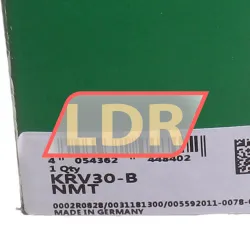 LDR
4 054362 448402
1 Qty
KRV30-B
NMT
0002R0828/0031181300/005592011-0078-
MADE IN GERMANY